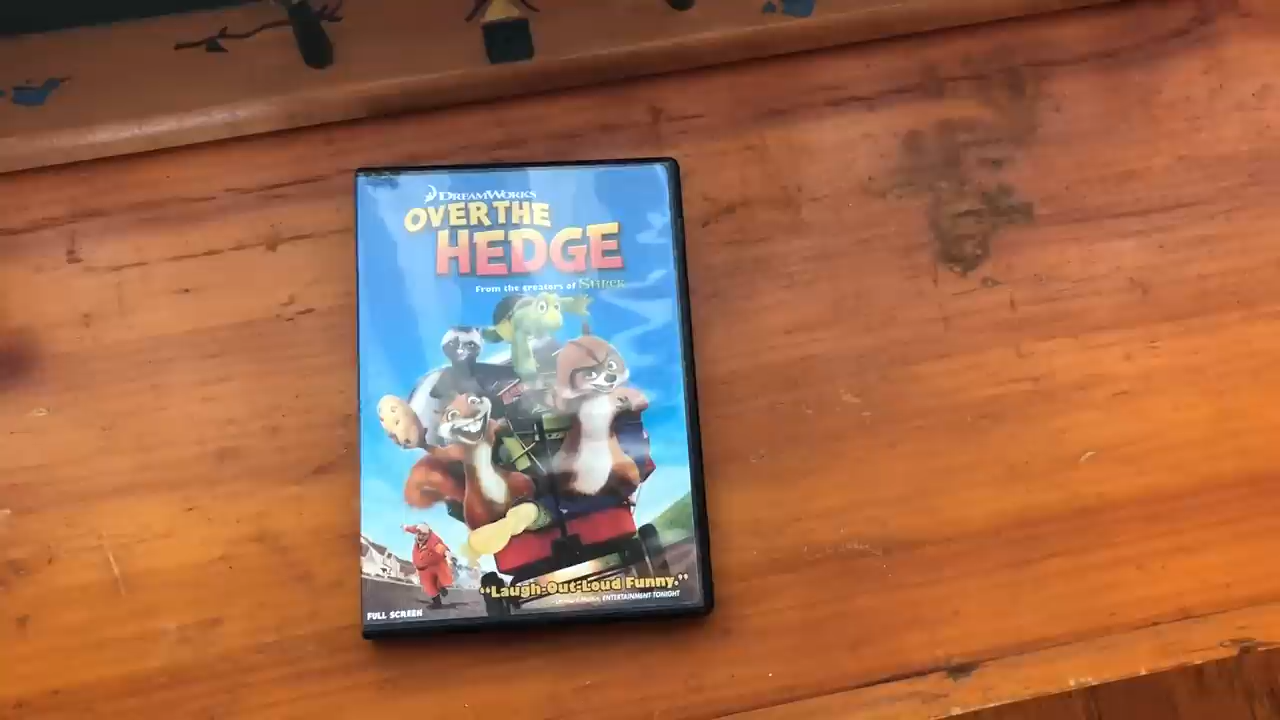 DREAMWORKS
OVER THE
HEDGE
From the creators of SHREK
"Laugh-Out-Loud Funny."
ENTERTAINMENT TONIGHT
FULL SCREEN